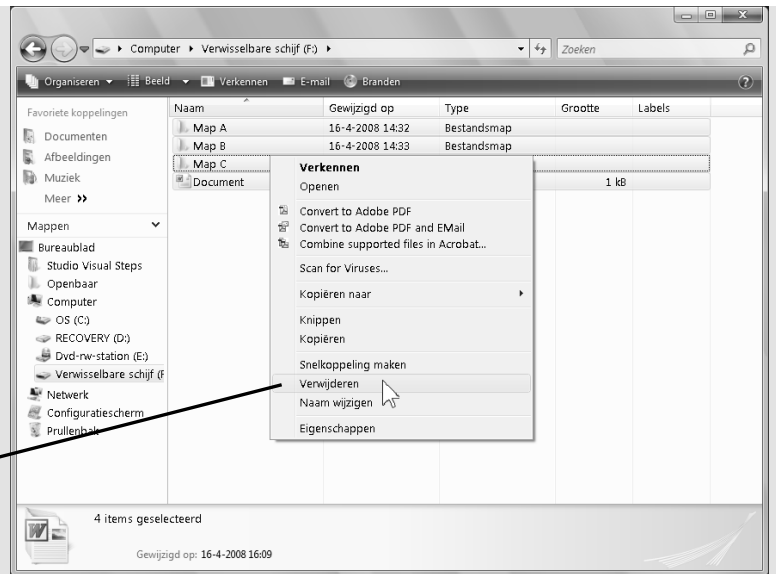 Computer ▸ Verwisselbare schijf (F:) ▸ Zoeken
Organiseren Beeld Verkennen E-mail Branden
Favoriete koppelingen
Documenten
Afbeeldingen
Muziek
Meer
Mappen
Bureaublad
Studio Visual Steps
Openbaar
Computer
OS (C:)
RECOVERY (D:)
Dvd-rw-station (E:)
Verwisselbare schijf (F
Netwerk
Configuratiescherm
Prullenbak
Naam Gewijzigd op Type Grootte Labels
Map A 16-4-2008 14:32 Bestandsmap
Map B 16-4-2008 14:33 Bestandsmap
Map C
Document 1 kB
Verkennen
Openen
Convert to Adobe PDF
Convert to Adobe PDF and EMail
Combine supported files in Acrobat...
Scan for Viruses...
Kopiëren naar
Knippen
Kopiëren
Snelkoppeling maken
Verwijderen
Naam wijzigen
Eigenschappen
4 items geselecteerd
Gewijzigd op: 16-4-2008 16:09